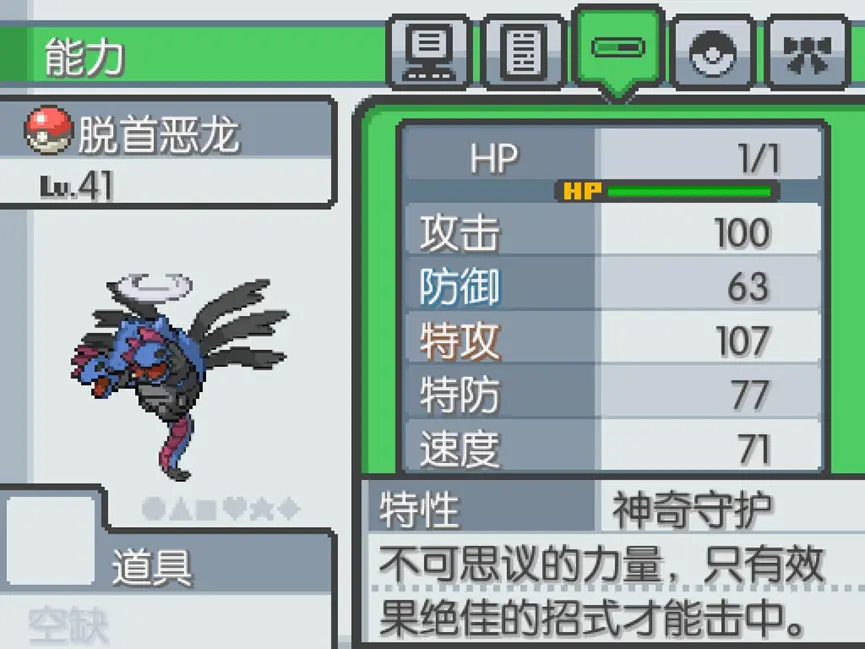 能力
脱首恶龙
Lv.41
HP 1/1
HP
攻击 100
防御 63
特攻 107
特防 77
速度 71
特性 神奇守护
不可思议的力量，只有效
果绝佳的招式才能击中。
道具
空缺